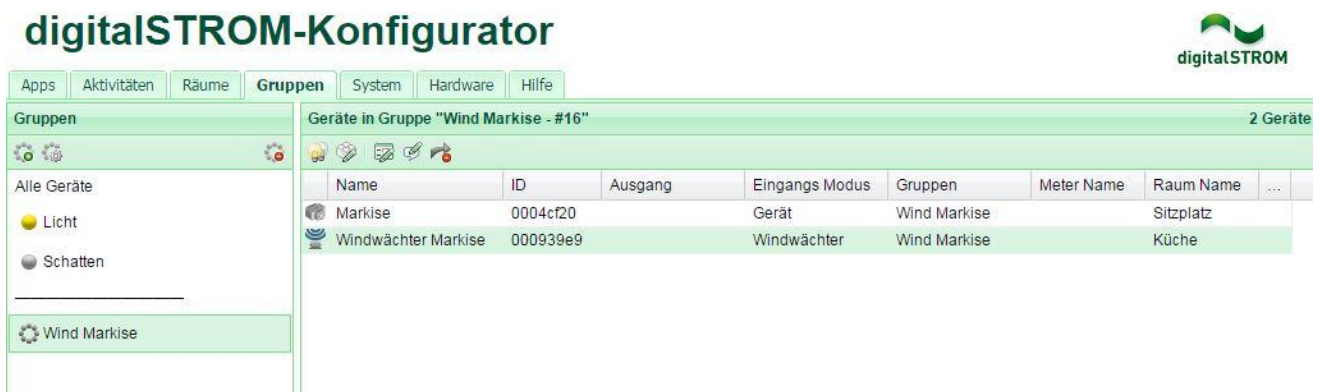 digitalSTROM-Konfigurator
digitalSTROM
Apps Aktivitäten Räume Gruppen System Hardware Hilfe
Gruppen
Geräte in Gruppe "Wind Markise - #16" 2 Geräte
Alle Geräte
Licht
Schatten
Wind Markise
Name ID Ausgang Eingangs Modus Gruppen Meter Name Raum Name ...
Markise 0004cf20 Gerät Wind Markise Sitzplatz
Windwächter Markise 000939e9 Windwächter Wind Markise Küche